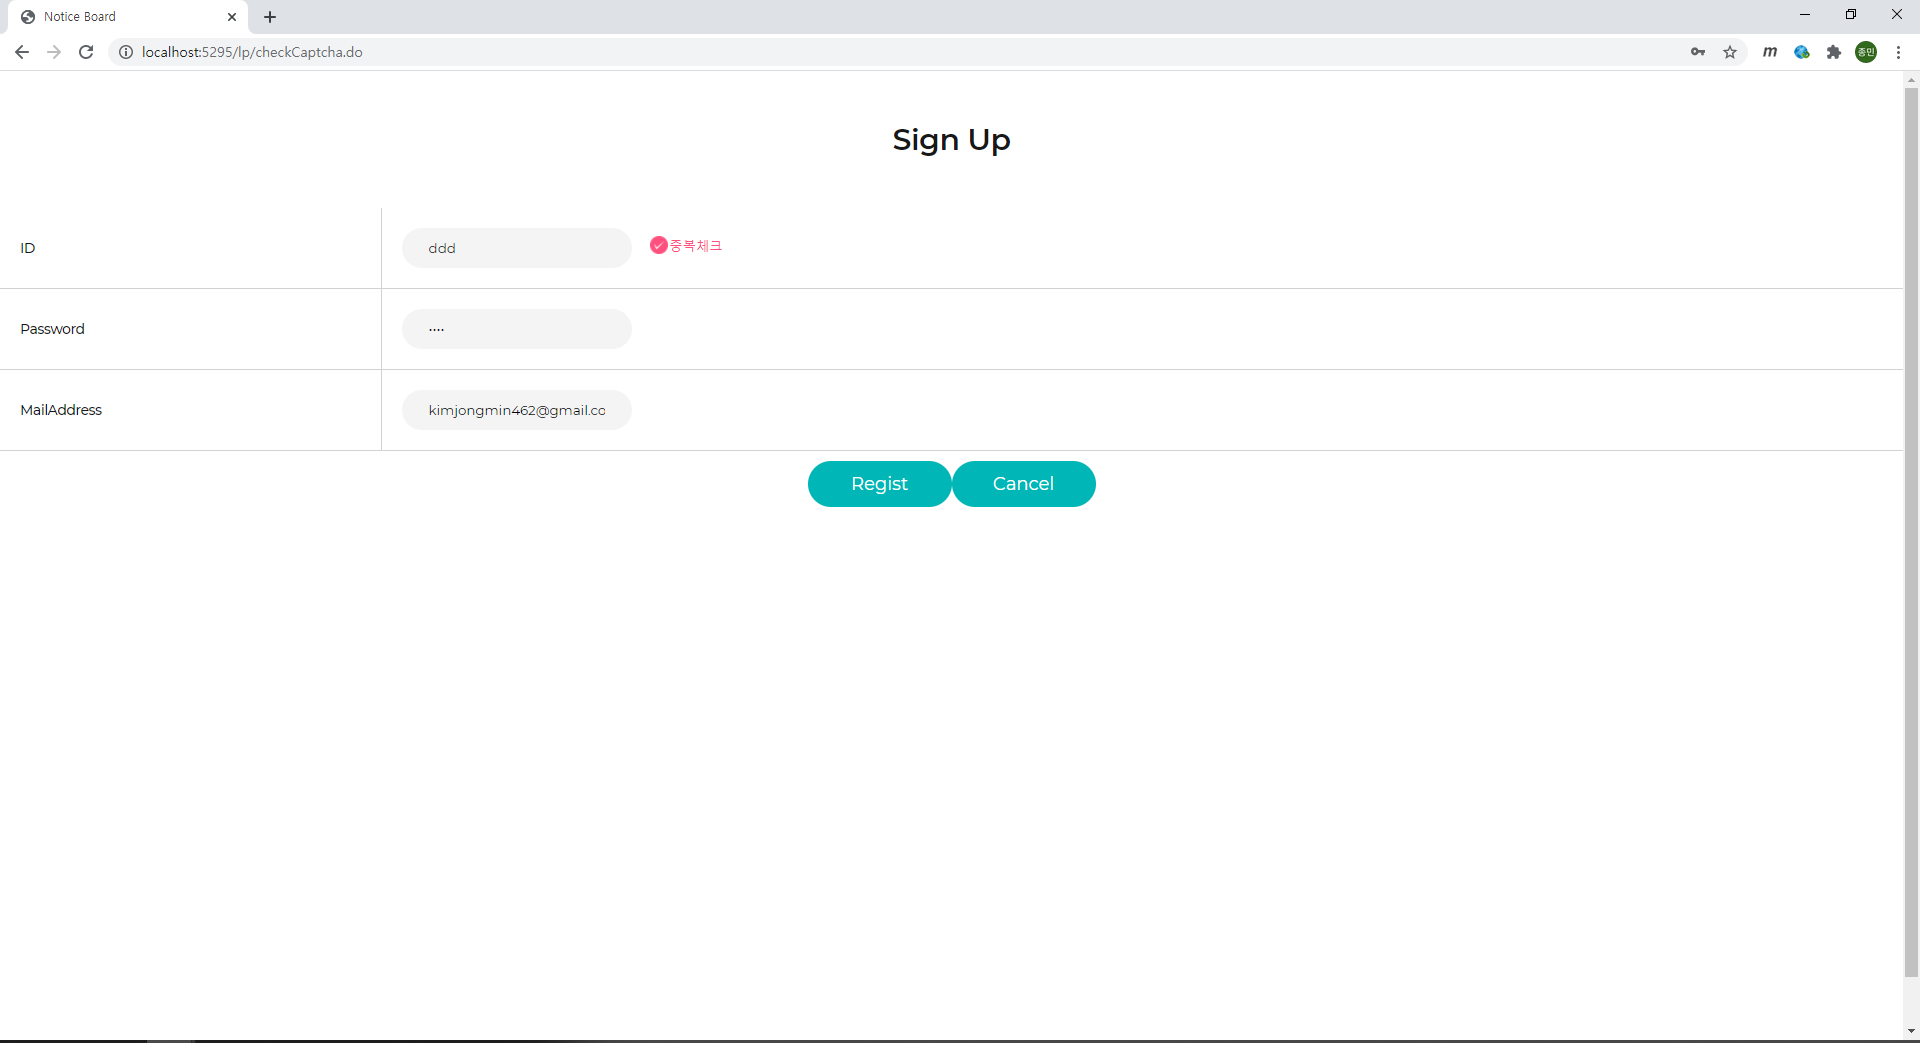 Notice Board
localhost:5295/lp/checkCaptcha.do
m
종민
Sign Up
ID
ddd
중복체크
Password
••••
MailAddress
kimjongmin462@gmail.co
Regist
Cancel